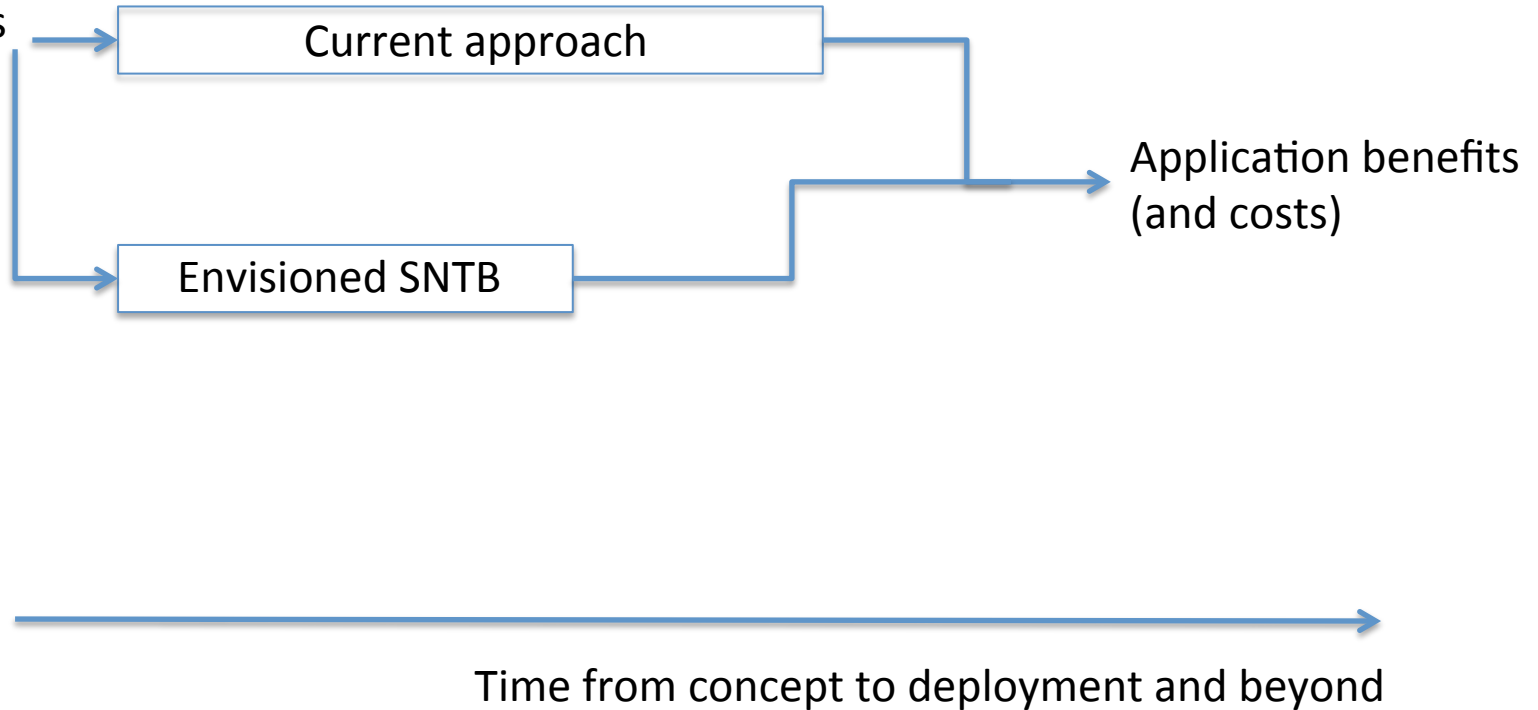 s
Current approach
Application benefits
(and costs)
Envisioned SNTB
Time from concept to deployment and beyond